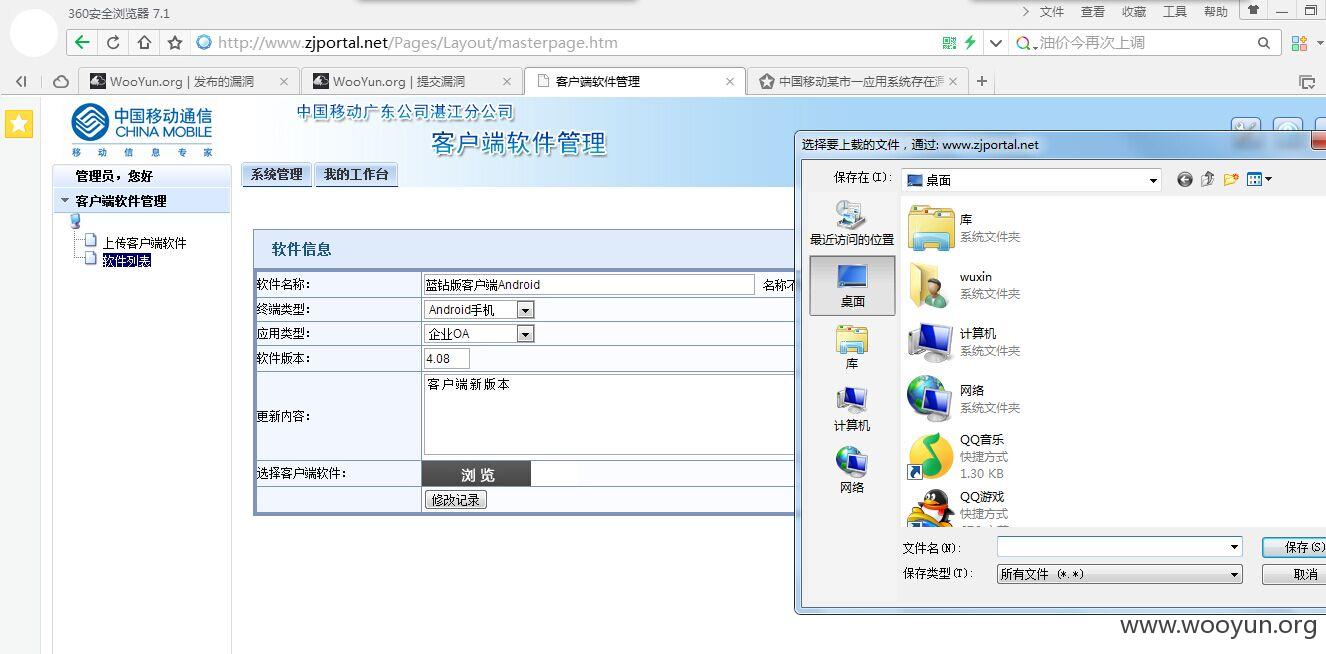 360安全浏览器 7.1
文件 查看 收藏 工具 帮助
http://www.zjportal.net/Pages/Layout/masterpage.htm
油价今再次上调
WooYun.org | 发布的漏洞
WooYun.org | 提交漏洞
客户端软件管理
中国移动某市一应用系统存在
中国移动通信
CHINA MOBILE
移动信息专家
中国移动广东公司湛江分公司
客户端软件管理
管理员，您好
客户端软件管理
上传客户端软件
软件列表
系统管理
我的工作台
软件信息
软件名称：
蓝钻版客户端Android
名称不
终端类型：
Android手机
应用类型：
企业OA
软件版本：
4.08
更新内容：
客户端新版本
选择客户端软件：
浏览
修改记录
选择要上载的文件，通过: www.zjportal.net
保存在(I):
桌面
最近访问的位置
桌面
库
计算机
网络
库
系统文件夹
wuxin
系统文件夹
计算机
系统文件夹
网络
系统文件夹
QQ音乐
快捷方式
1.30 KB
QQ游戏
快捷方式
文件名(N):
保存(S)
保存类型(T):
所有文件 (*.*)
取消
www.wooyun.org